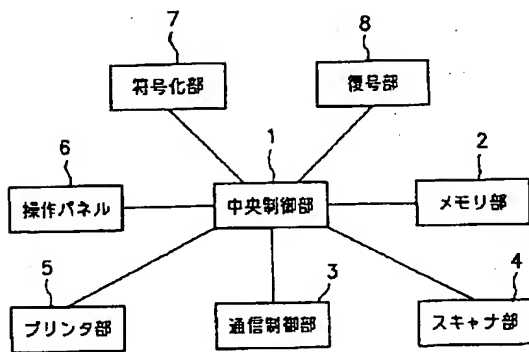 7
符号化部
8
復号部
6
操作パネル
1
中央制御部
2
メモリ部
5
プリンタ部
3
通信制御部
4
スキャナ部